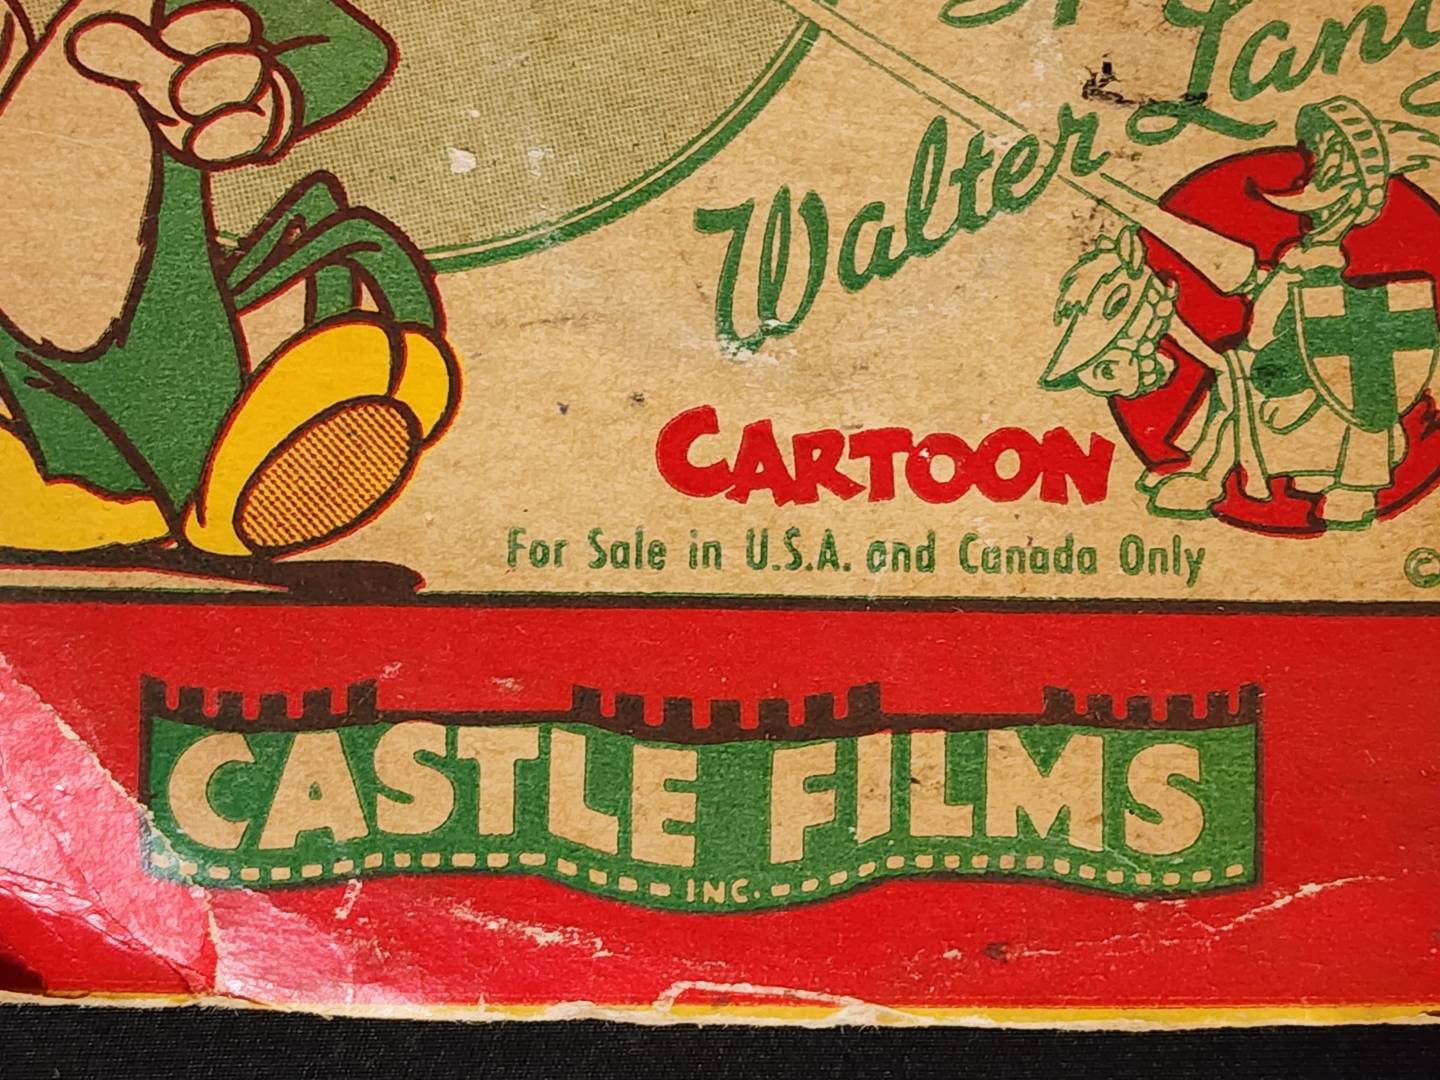 Walter
CARTOON
For Sale in U.S.A. and Canada Only
©
CASTLE FILMS
INC.